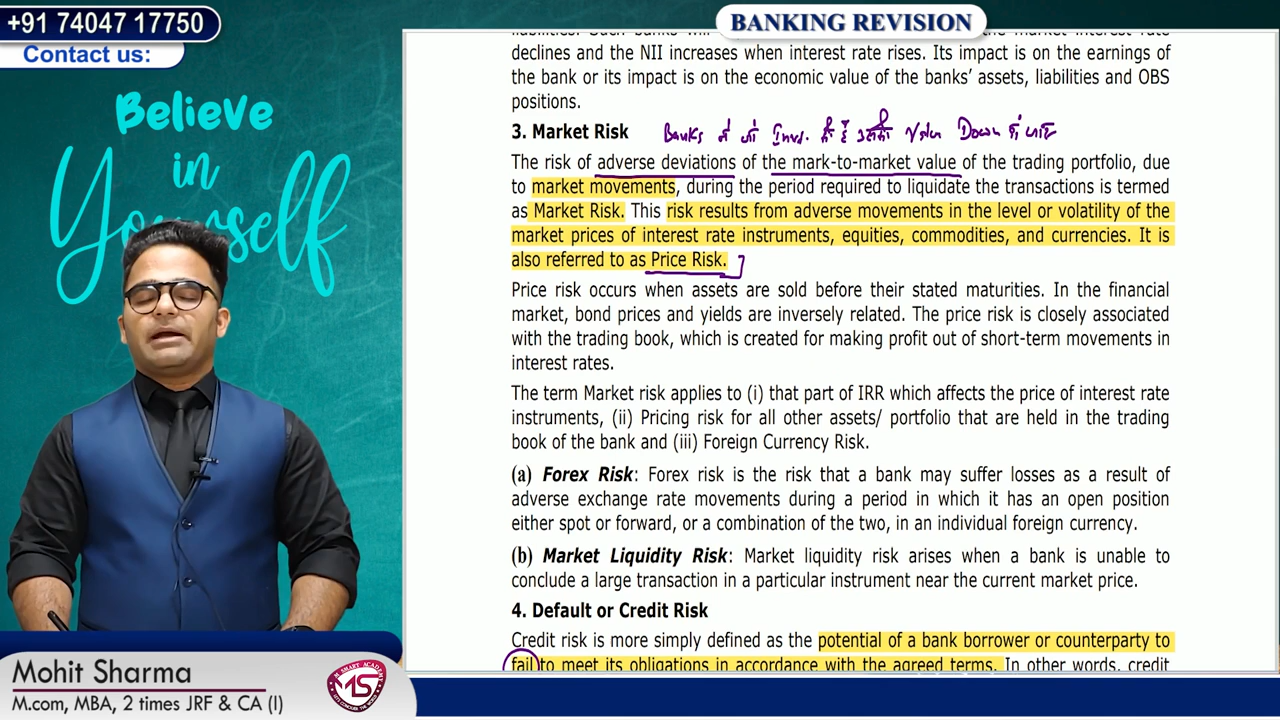 +91 74047 17750
Contact us:
BANKING REVISION
Believe
in
Yourself
declines and the NII increases when interest rate rises. Its impact is on the earnings of
the bank or its impact is on the economic value of the banks' assets, liabilities and OBS
positions.
3. Market Risk Banks Down
The risk of adverse deviations of the mark-to-market value of the trading portfolio, due
to market movements, during the period required to liquidate the transactions is termed
as Market Risk. This risk results from adverse movements in the level or volatility of the
market prices of interest rate instruments, equities, commodities, and currencies. It is
also referred to as Price Risk.
Price risk occurs when assets are sold before their stated maturities. In the financial
market, bond prices and yields are inversely related. The price risk is closely associated
with the trading book, which is created for making profit out of short-term movements in
interest rates.
The term Market risk applies to (i) that part of IRR which affects the price of interest rate
instruments, (ii) Pricing risk for all other assets/ portfolio that are held in the trading
book of the bank and (iii) Foreign Currency Risk.
(a) Forex Risk: Forex risk is the risk that a bank may suffer losses as a result of
adverse exchange rate movements during a period in which it has an open position
either spot or forward, or a combination of the two, in an individual foreign currency.
(b) Market Liquidity Risk: Market liquidity risk arises when a bank is unable to
conclude a large transaction in a particular instrument near the current market price.
4. Default or Credit Risk
Credit risk is more simply defined as the potential of a bank borrower or counterparty to
fail to meet its obligations in accordance with the agreed terms. In other words, credit
Mohit Sharma
M.com, MBA, 2 times JRF & CA (I)
MS